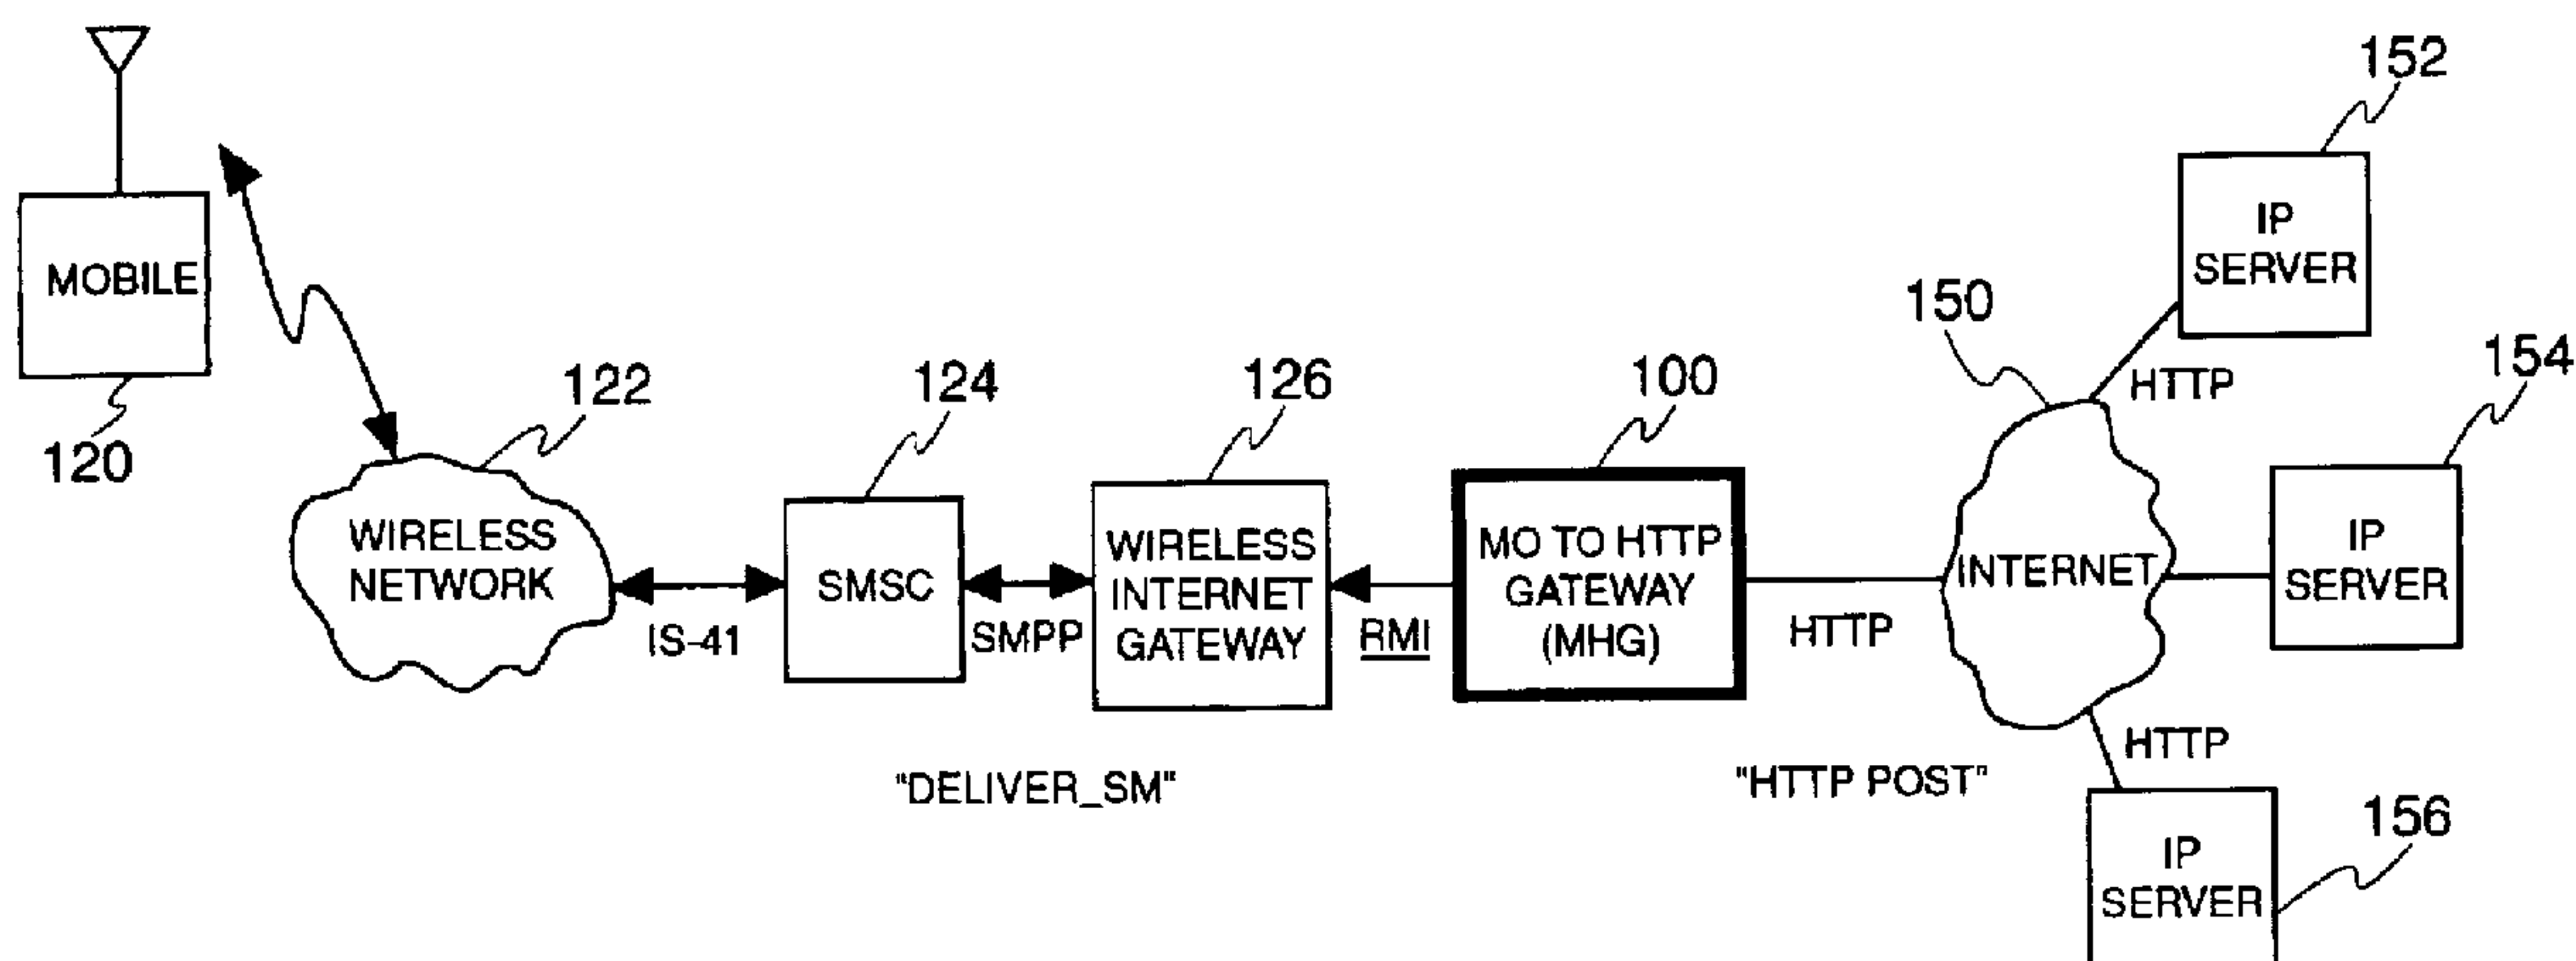 152
IP
SERVER
MOBILE
150
154
HTTP
122
124
126
100
120
WIRELESS
NETWORK
SMSC
WIRELESS
INTERNET
GATEWAY
MO TO HTTP
GATEWAY
(MHG)
INTERNET
IP
SERVER
IS-41
SMPP
RMI
HTTP
HTTP
"DELIVER_SM"
"HTTP POST"
156
IP
SERVER